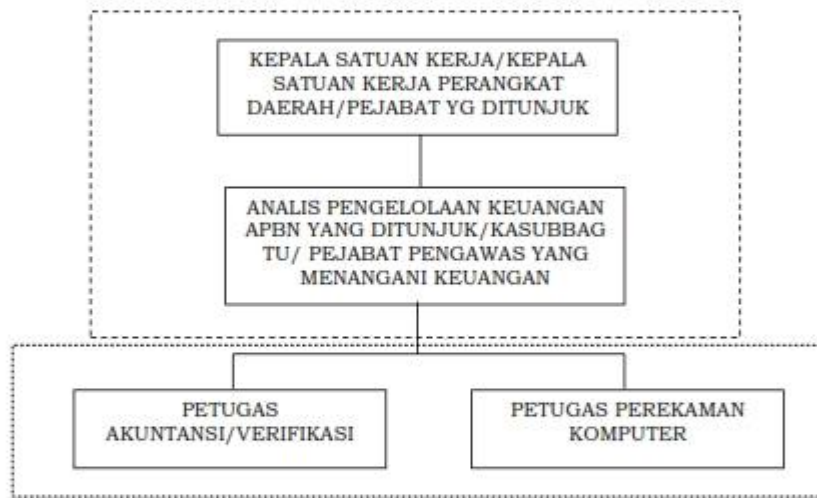 KEPALA SATUAN KERJA/KEPALA
SATUAN KERJA PERANGKAT
DAERAH/PEJABAT YG DITUNJUK
ANALIS PENGELOLAAN KEUANGAN
APBN YANG DITUNJUK/KASUBBAG
TU/ PEJABAT PENGAWAS YANG
MENANGANI KEUANGAN
PETUGAS
AKUNTANSI/VERIFIKASI
PETUGAS PEREKAMAN
KOMPUTER